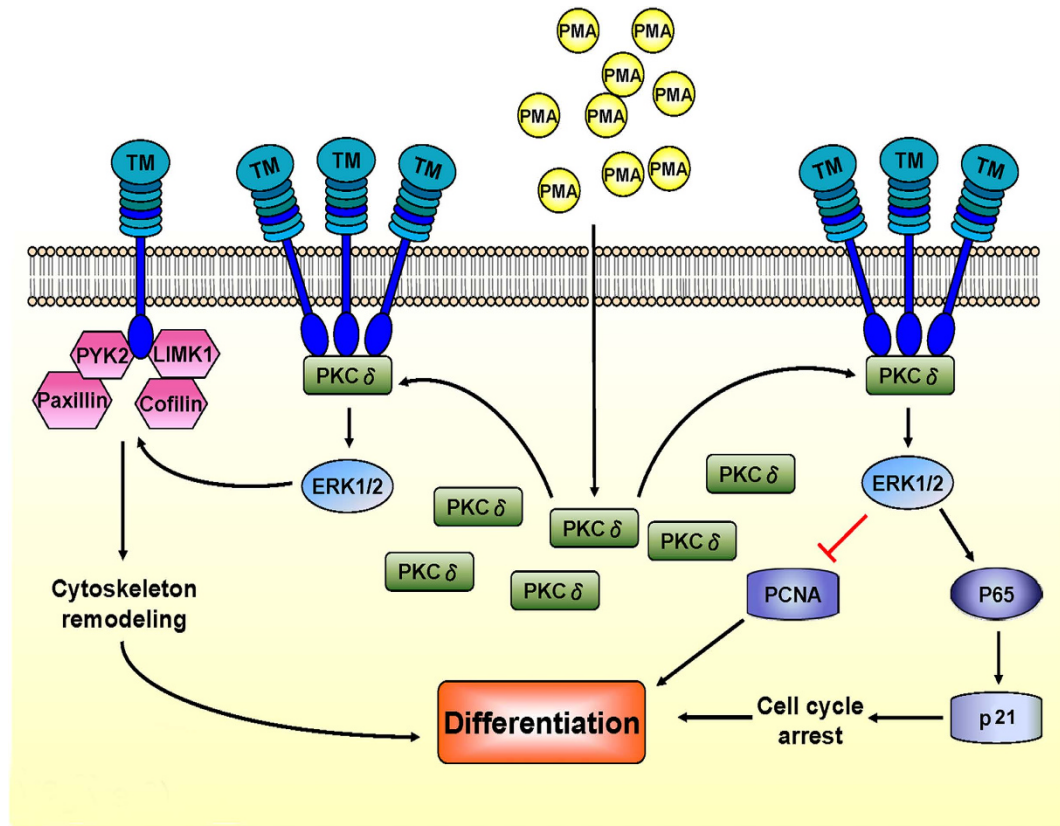 PMA
PMA
PMA
PMA
PMA
PMA
PMA
PMA
PMA
TM
TM
TM
TM
TM
TM
TM
PYK2
LIMK1
Paxillin
Cofilin
PKC δ
PKC δ
ERK1/2
ERK1/2
PKC δ
PKC δ
PKC δ
PKC δ
PKC δ
PKC δ
Cytoskeleton
remodeling
PCNA
P65
Differentiation
Cell cycle
arrest
p21